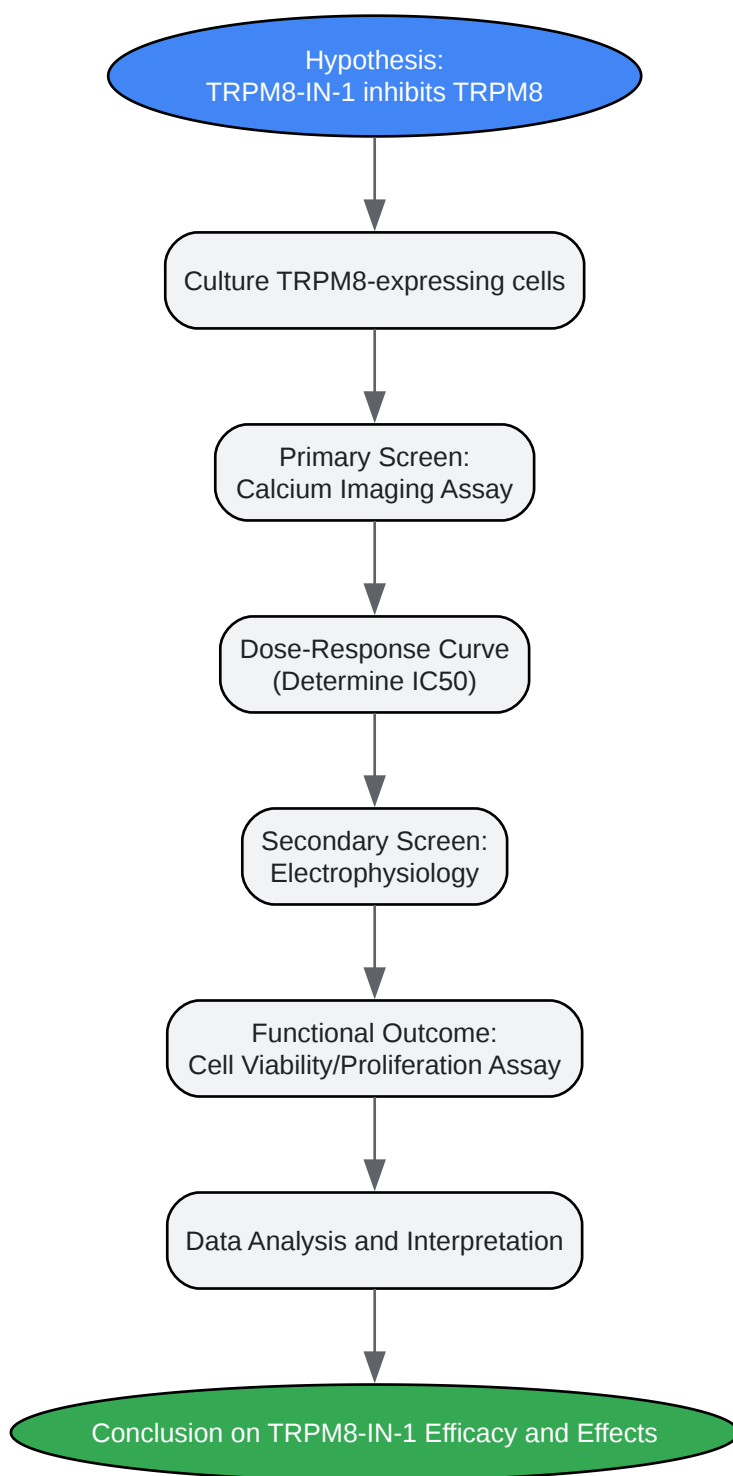 Hypothesis:
TRPM8-IN-1 inhibits TRPM8
Culture TRPM8-expressing cells
Primary Screen:
Calcium Imaging Assay
Dose-Response Curve
(Determine IC50)
Secondary Screen:
Electrophysiology
Functional Outcome:
Cell Viability/Proliferation Assay
Data Analysis and Interpretation
Conclusion on TRPM8-IN-1 Efficacy and Effects